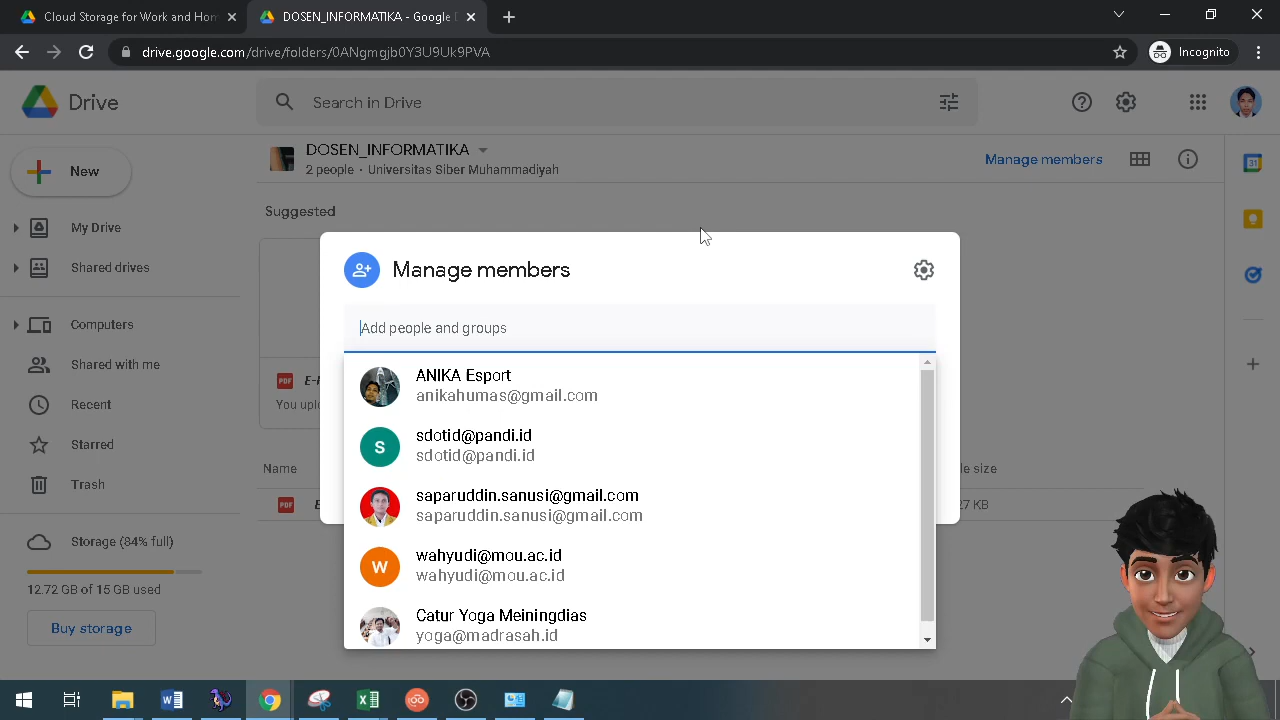 Cloud Storage for Work and Hom
DOSEN_INFORMATIKA - Google D
drive.google.com/drive/folders/0ANgmgjb0Y3U9Uk9PVA
Incognito
Drive
Search in Drive
New
My Drive
Shared drives
Computers
Shared with me
Recent
Starred
Trash
Storage (84% full)
12.72 GB of 15 GB used
Buy storage
DOSEN_INFORMATIKA
2 people • Universitas Siber Muhammadiyah
Manage members
Suggested
PDF E-
You uplo
Name
le size
PDF
27 KB
Manage members
Add people and groups
ANIKA Esport
anikahumas@gmail.com
S
sdotid@pandi.id
sdotid@pandi.id
saparuddin.sanusi@gmail.com
saparuddin.sanusi@gmail.com
W
wahyudi@mou.ac.id
wahyudi@mou.ac.id
Catur Yoga Meiningdias
yoga@madrasah.id
31